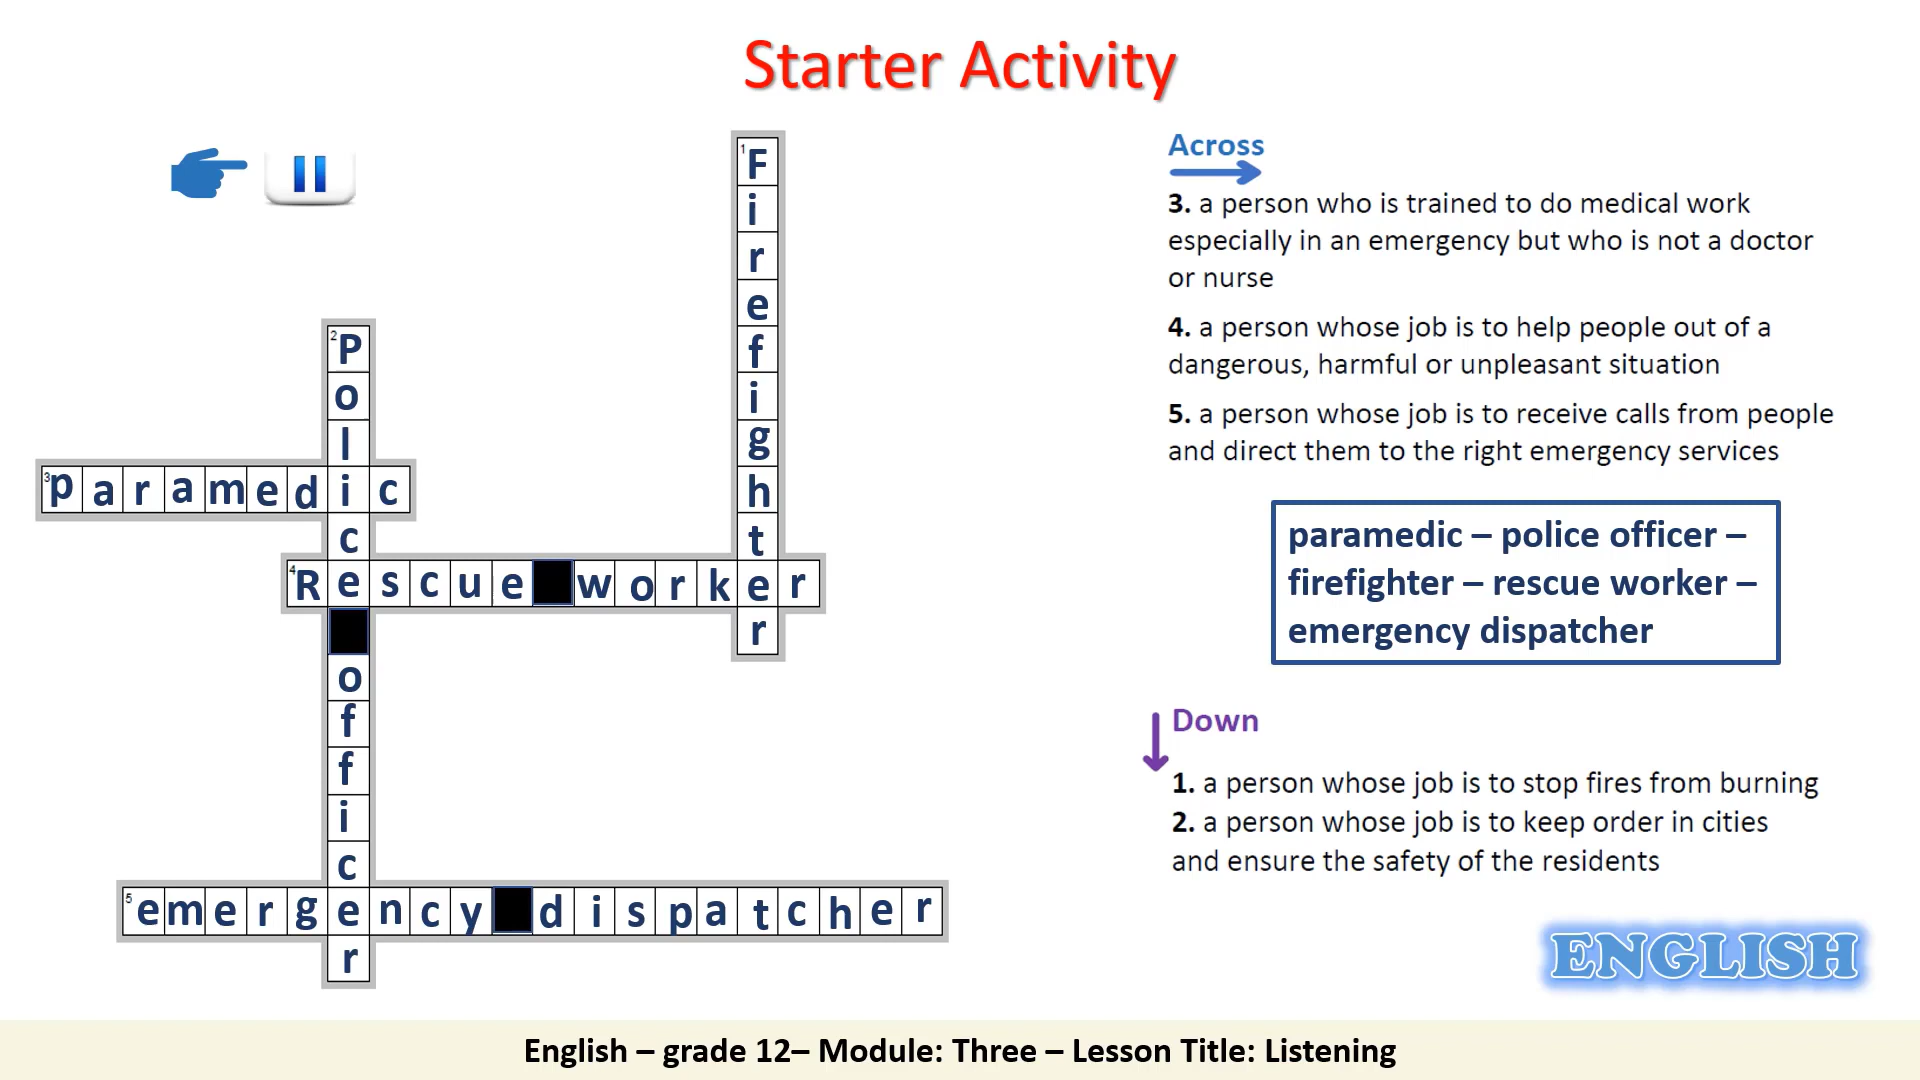 Starter Activity
1
Firefighter
2
Police officer
3
paramedic
4
Rescue worker
5
emergency dispatcher
Across
3. a person who is trained to do medical work
especially in an emergency but who is not a doctor
or nurse
4. a person whose job is to help people out of a
dangerous, harmful or unpleasant situation
5. a person whose job is to receive calls from people
and direct them to the right emergency services
paramedic – police officer –
firefighter – rescue worker –
emergency dispatcher
Down
1. a person whose job is to stop fires from burning
2. a person whose job is to keep order in cities
and ensure the safety of the residents
ENGLISH
English – grade 12– Module: Three – Lesson Title: Listening